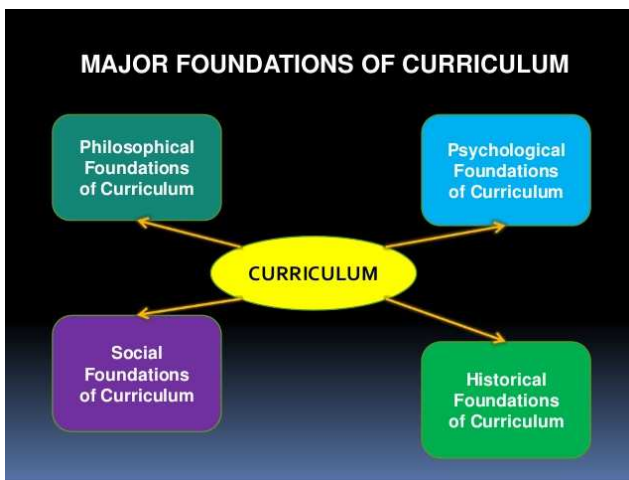 MAJOR FOUNDATIONS OF CURRICULUM
Philosophical
Foundations
of Curriculum
Psychological
Foundations
of Curriculum
CURRICULUM
Social
Foundations
of Curriculum
Historical
Foundations
of Curriculum